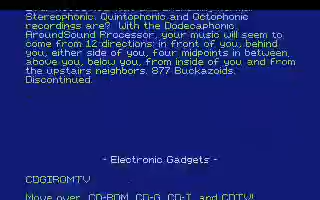 Stereophonic, Quintophonic and Octophonic
recordings are? With the Dodecaphonic
AroundSound Processor, your music will seem to
come from 12 directions: in front of you, behind
you, either side of you, four midpoints in between,
above you, below you, from inside of you and from
the upstairs neighbors. 877 Buckazoids.
Discontinued.
- Electronic Gadgets -
CDGIROMTV
Move over, CD-ROM, CD-G, CD-I, and CDTV!